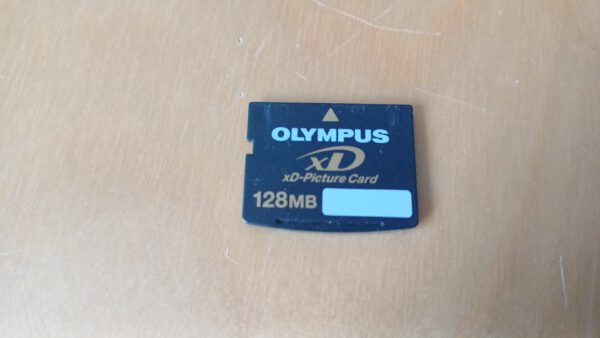 OLYMPUS
xD
xD-Picture Card
128MB